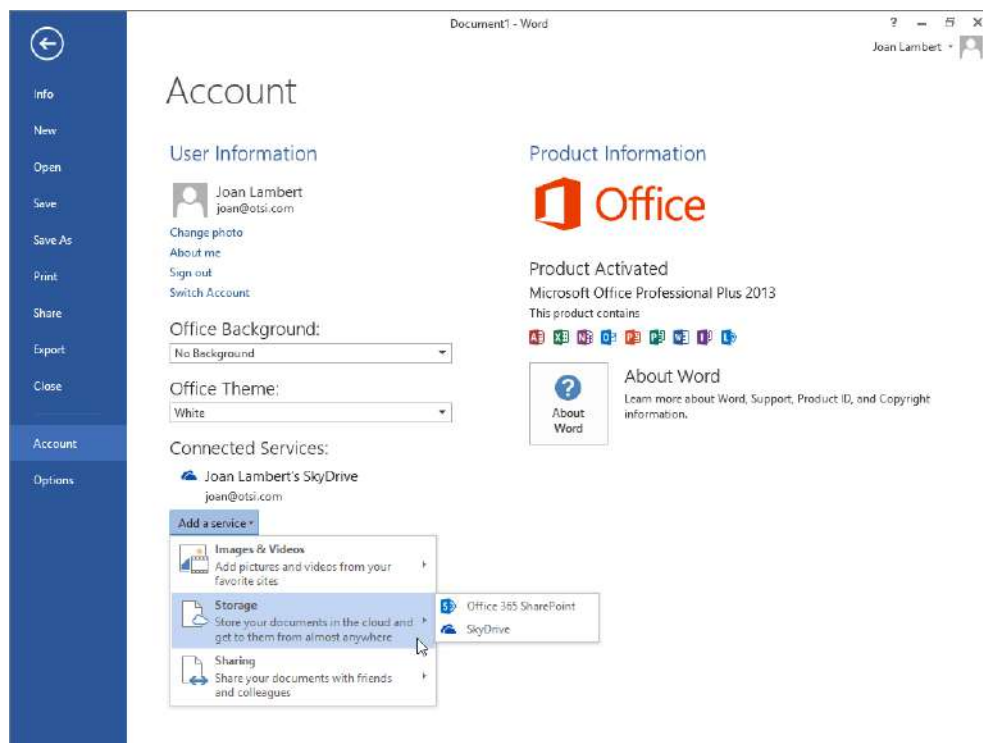 Document1 - Word
?
Joan Lambert
Info
New
Open
Save
Save As
Print
Share
Export
Close
Account
Options
Account
User Information
Joan Lambert
joan@otsi.com
Change photo
About me
Sign out
Switch Account
Office Background:
No Background
Office Theme:
White
Connected Services:
Joan Lambert's SkyDrive
joan@otsi.com
Add a service
Images & Videos
Add pictures and videos from your
favorite sites
Storage
Store your documents in the cloud and
get to them from almost anywhere
Sharing
Share your documents with friends
and colleagues
Office 365 SharePoint
SkyDrive
Product Information
Office
Product Activated
Microsoft Office Professional Plus 2013
This product contains
About
Word
About Word
Learn more about Word, Support, Product ID, and Copyright
information.